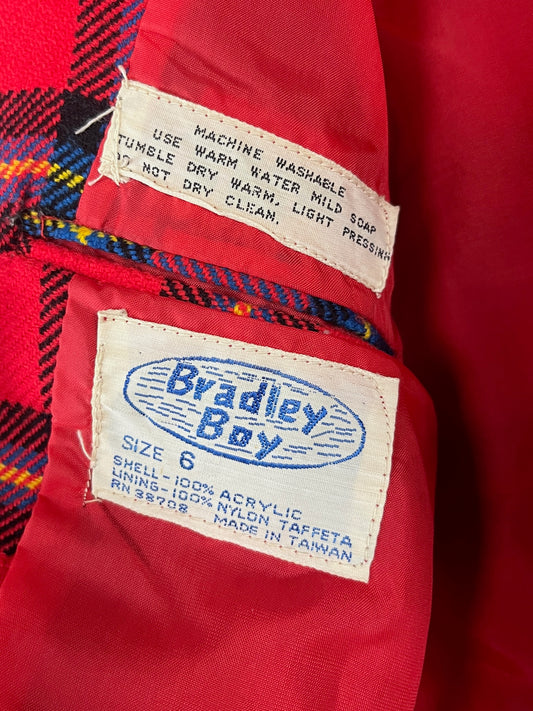 MACHINE WASHABLE
USE WARM WATER MILD SOAP
TUMBLE DRY WARM. LIGHT PRESSING
DO NOT DRY CLEAN.
Bradley
Boy
SIZE 6
SHELL-100% ACRYLIC
LINING-100% NYLON TAFFETA
RN 38708 MADE IN TAIWAN